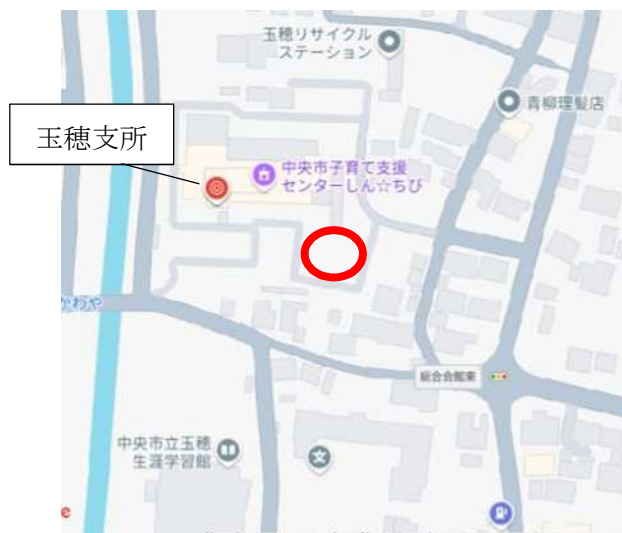 玉穂リサイクル
ステーション
青柳理髪店
玉穂支所
中央市子育て支援
センターしん☆ちび
かわや
総合会館東
中央市立玉穂
生涯学習館
文
e